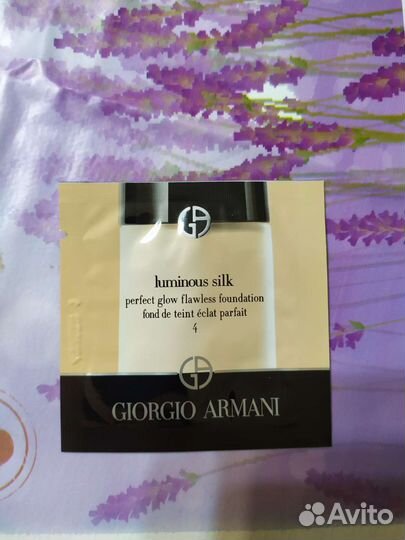 luminous silk
perfect glow flawless foundation
fond de teint éclat parfait
4
GIORGIO ARMANI
Avito